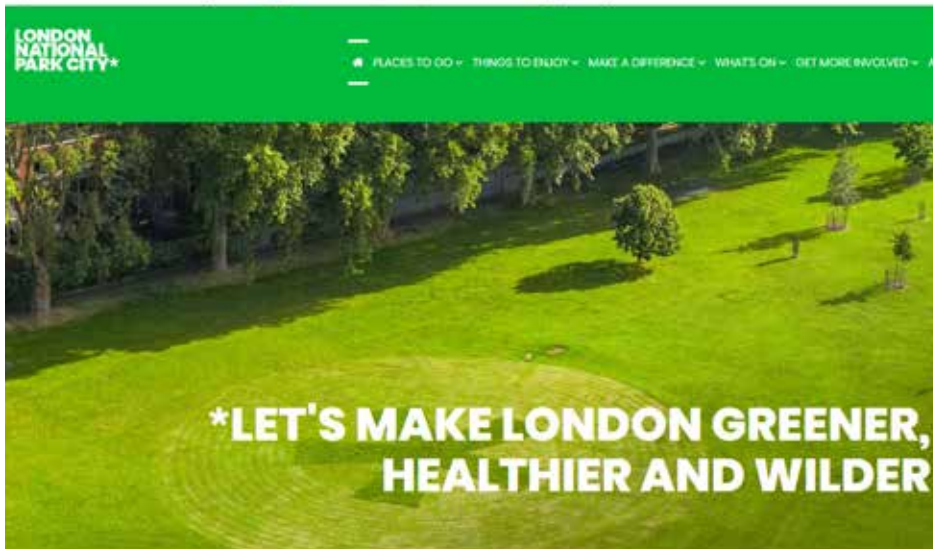 LONDON
NATIONAL
PARK CITY*
PLACES TO GO THINGS TO ENJOY MAKE A DIFFERENCE WHAT'S ON GET MORE INVOLVED A
*LET'S MAKE LONDON GREENER,
HEALTHIER AND WILDER